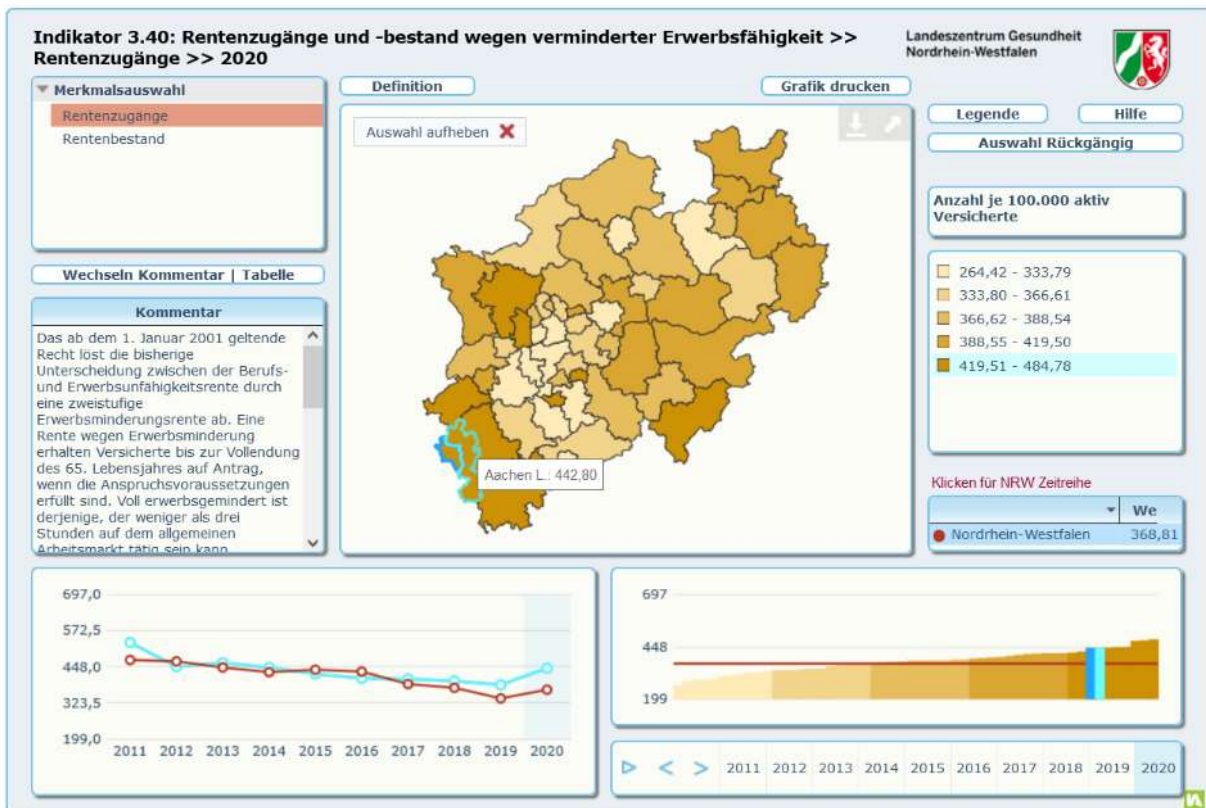 Indikator 3.40: Rentenzugänge und -bestand wegen verminderter Erwerbsfähigkeit >>
Rentenzugänge >> 2020
Landeszentrum Gesundheit
Nordrhein-Westfalen
Merkmalsauswahl
Rentenzugänge
Rentenbestand
Definition
Grafik drucken
Auswahl aufheben
Legende
Hilfe
Auswahl Rückgängig
Anzahl je 100.000 aktiv
Versicherte
264,42 - 333,79
333,80 - 366,61
366,62 - 388,54
388,55 - 419,50
419,51 - 484,78
Wechseln Kommentar | Tabelle
Kommentar
Das ab dem 1. Januar 2001 geltende
Recht löst die bisherige
Unterscheidung zwischen der Berufs-
und Erwerbsunfähigkeitsrente durch
eine zweistufige
Erwerbsminderungsrente ab. Eine
Rente wegen Erwerbsminderung
erhalten Versicherte bis zur Vollendung
des 65. Lebensjahres auf Antrag,
wenn die Anspruchsvoraussetzungen
erfüllt sind. Voll erwerbsgemindert ist
derjenige, der weniger als drei
Stunden auf dem allgemeinen
Arbeitsmarkt tätig sein kann
Aachen L.: 442,80
Klicken für NRW Zeitreihe
We
Nordrhein-Westfalen 368,81
697,0
572,5
448,0
323,5
199,0
2011 2012 2013 2014 2015 2016 2017 2018 2019 2020
697
448
199
2011 2012 2013 2014 2015 2016 2017 2018 2019 2020